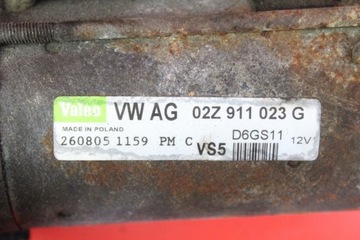 Valeo VW AG 02Z 911 023 G
MADE IN POLAND D6GS11
260805 1159 PM C VS5 12V